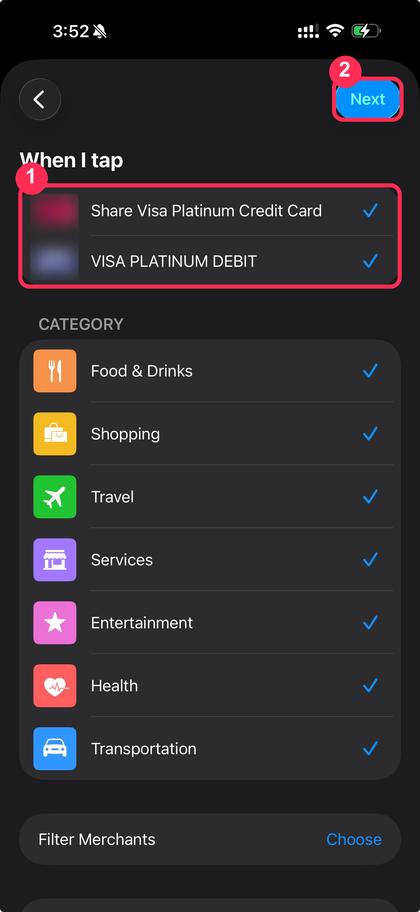 3:52
2
Next
When I tap
1
Share Visa Platinum Credit Card
VISA PLATINUM DEBIT
CATEGORY
Food & Drinks
Shopping
Travel
Services
Entertainment
Health
Transportation
Filter Merchants
Choose